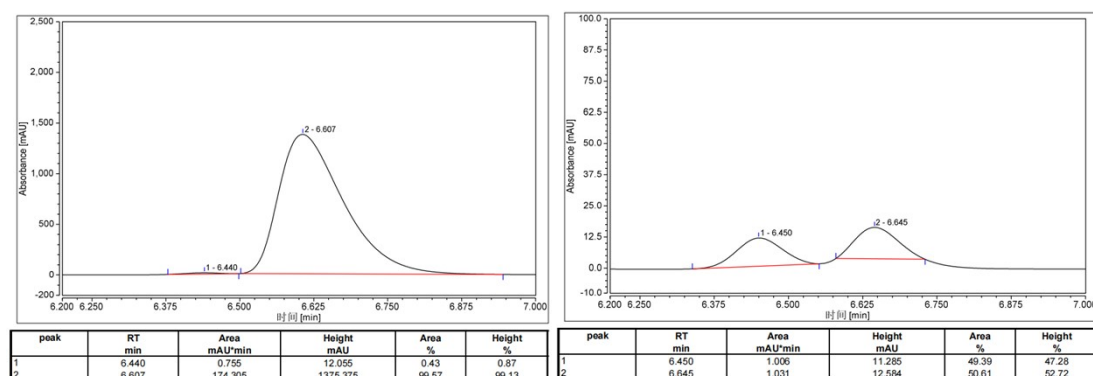 2,500
2,000
1,500
1,000
500
0
-200
Absorbance [mAU]
1 - 6.440
2 - 6.607
6.200 6.250 6.375 6.500 6.625 6.750 6.875 7.000
时间 [min]
peak RT Area Height Area Height
min mAU*min mAU % %
1 6.440 0.755 12.055 0.43 0.87
2 6.607 174.305 1375.375 99.57 99.13
100.0
87.5
75.0
62.5
50.0
37.5
25.0
12.5
0.0
-10.0
Absorbance [mAU]
1 - 6.450
2 - 6.645
6.200 6.250 6.375 6.500 6.625 6.750 6.875 7.000
时间 [min]
peak RT Area Height Area Height
min mAU*min mAU % %
1 6.450 1.006 11.285 49.39 47.28
2 6.645 1.031 12.584 50.61 52.72